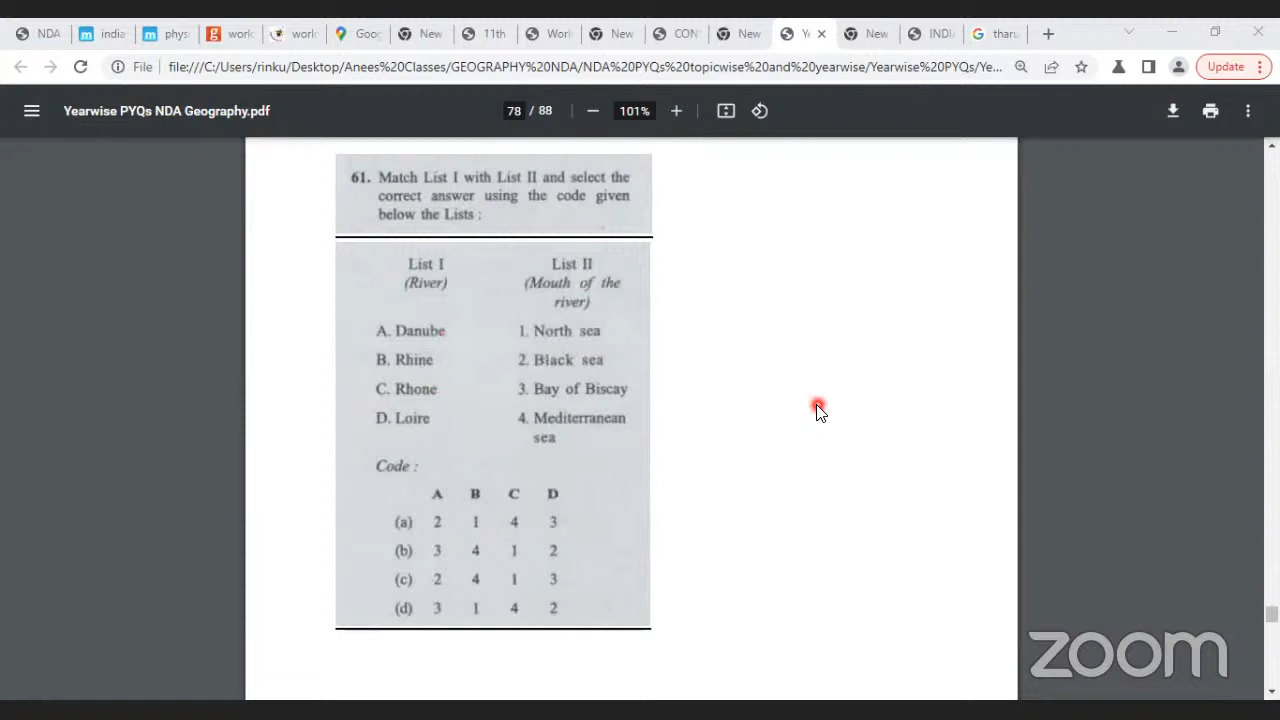 NDA
india
phys
work
work
Goog
New
11th
Worl
New
CON
New
Ye
New
INDI
tharu
File
file:///C:/Users/rinku/Desktop/Anees%20Classes/GEOGRAPHY%20NDA/NDA%20PYQs%20topicwise%20and%20yearwise/Yearwise%20PYQs/Ye...
Update
Yearwise PYQs NDA Geography.pdf
78 / 88
101%
61. Match List I with List II and select the
correct answer using the code given
below the Lists :
List I List II
(River) (Mouth of the
river)
A. Danube 1. North sea
B. Rhine 2. Black sea
C. Rhone 3. Bay of Biscay
D. Loire 4. Mediterranean
sea
Code :
A B C D
(a) 2 1 4 3
(b) 3 4 1 2
(c) 2 4 1 3
(d) 3 1 4 2
zoom